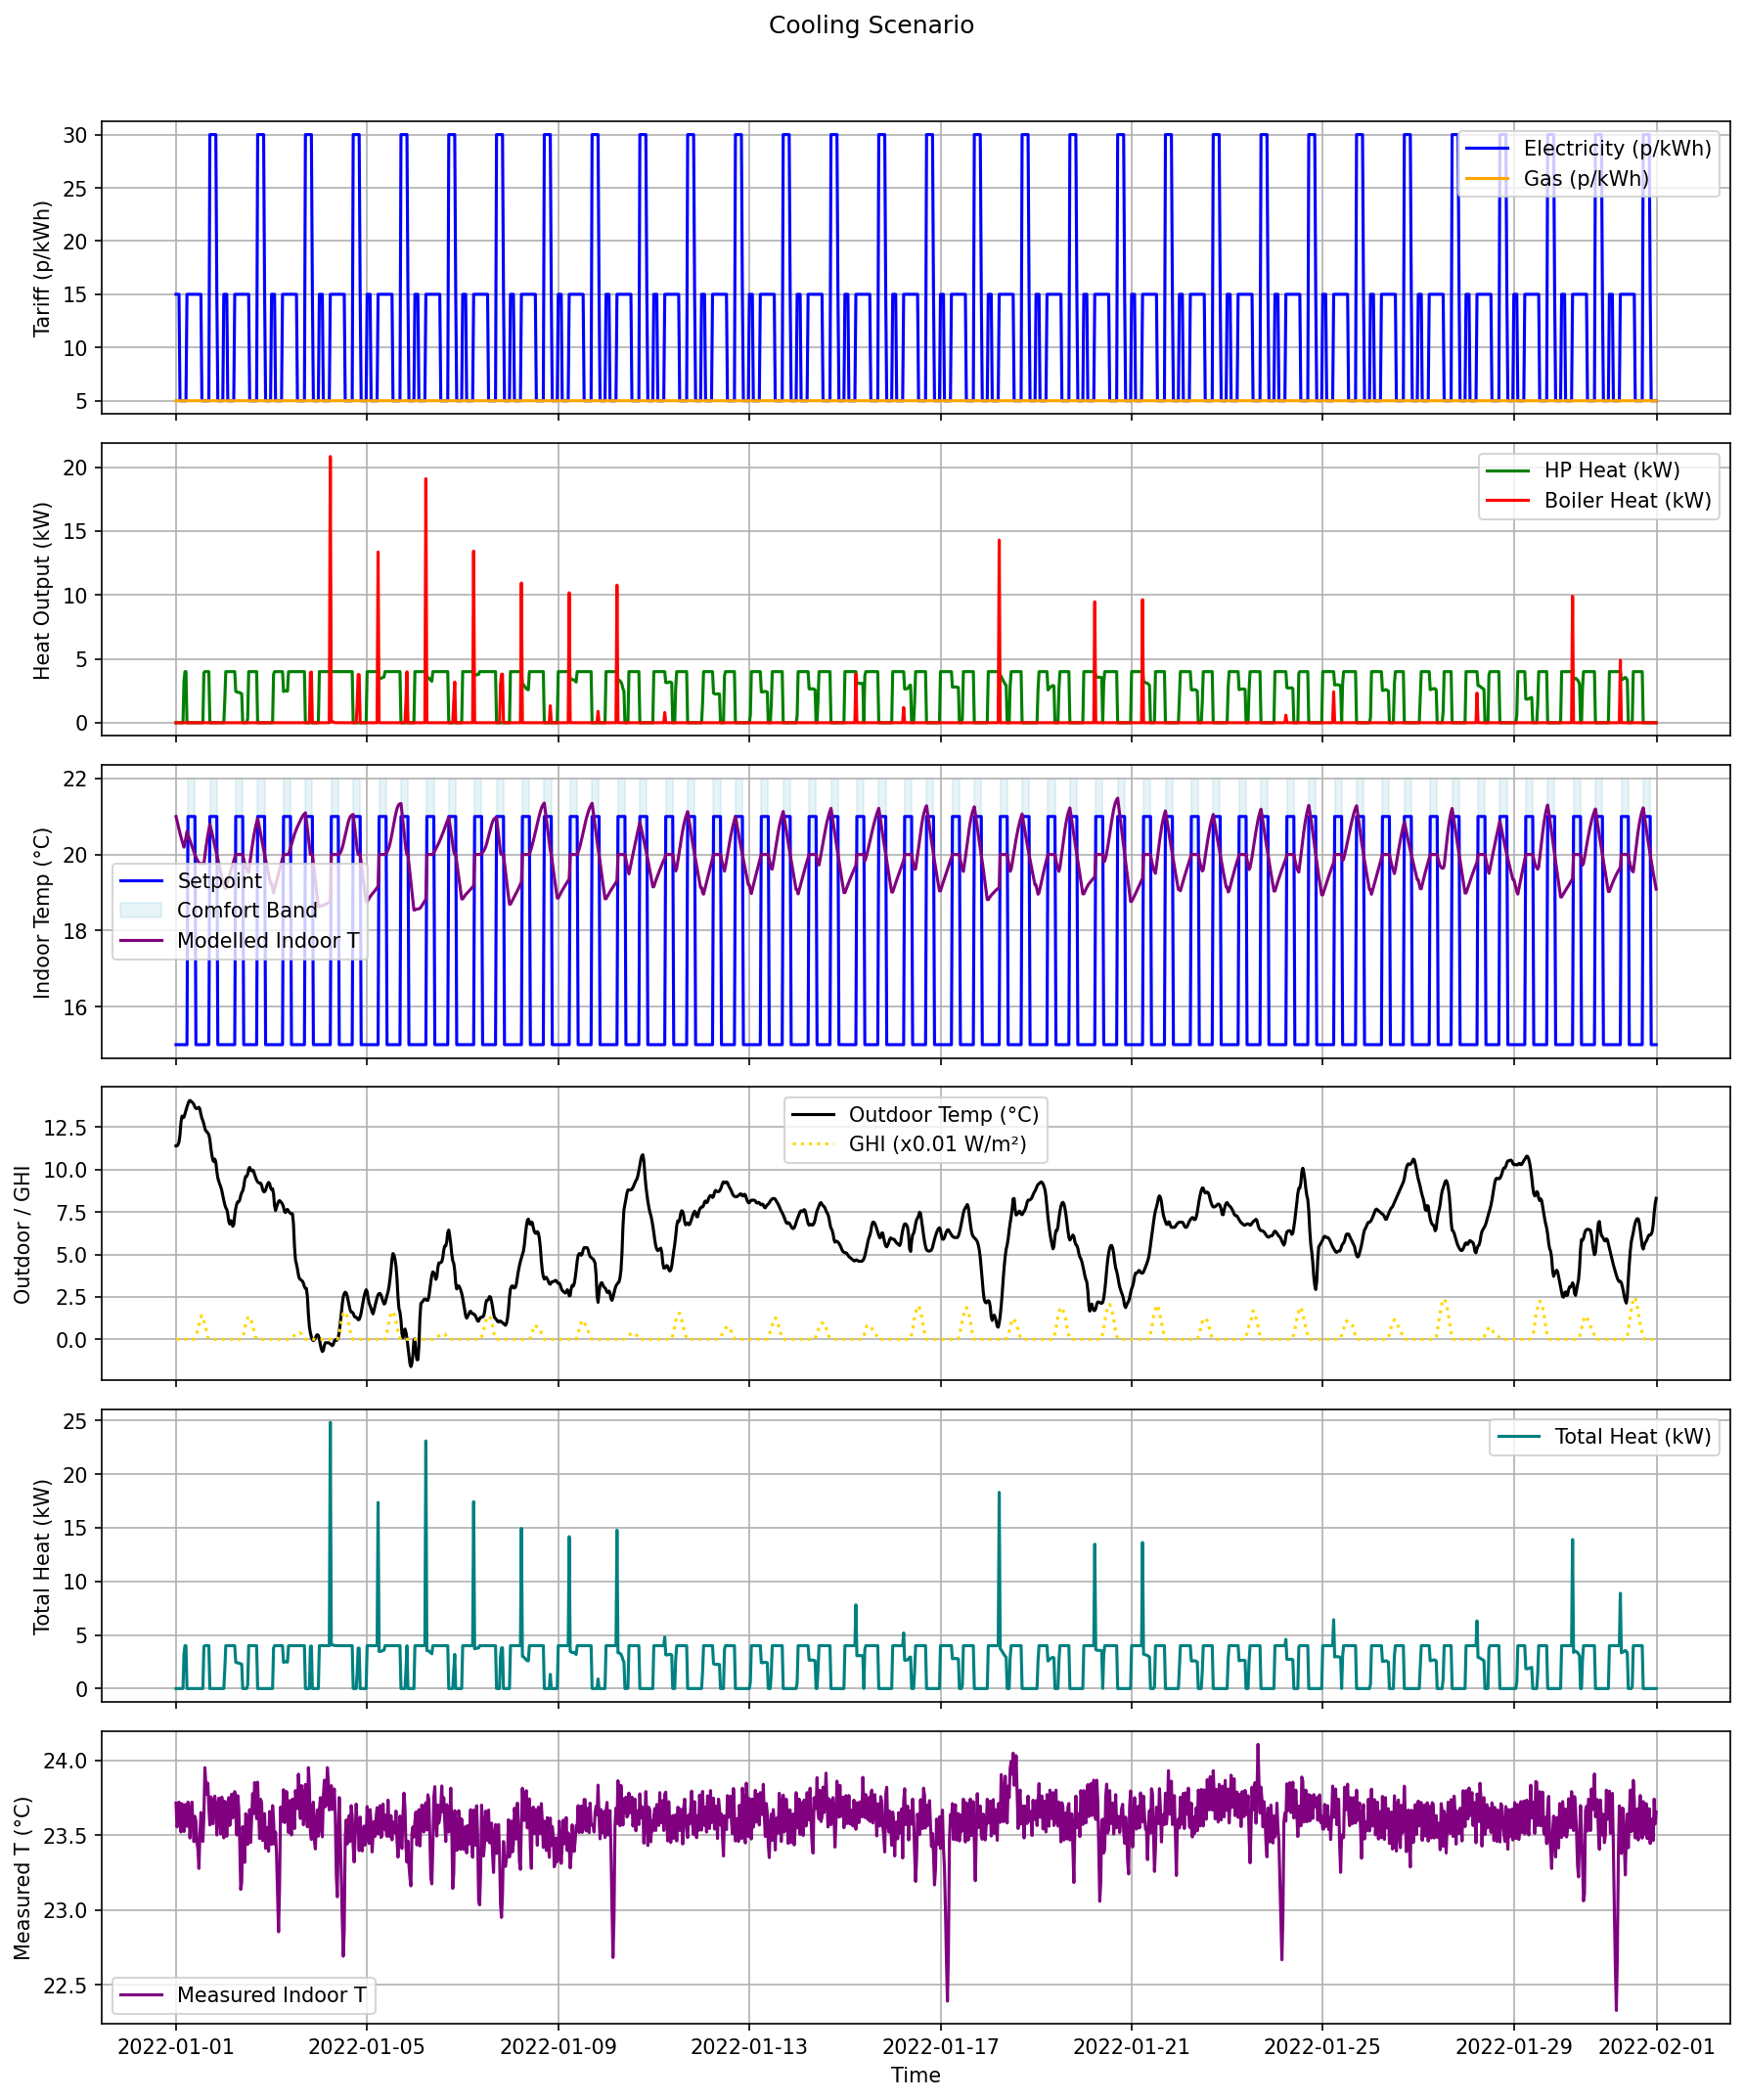 Cooling Scenario
Tariff (p/kWh)
30
25
20
15
10
5
Electricity (p/kWh)
Gas (p/kWh)
Heat Output (kW)
20
15
10
5
0
HP Heat (kW)
Boiler Heat (kW)
Indoor Temp (°C)
22
20
18
16
Setpoint
Comfort Band
Modelled Indoor T
Outdoor / GHI
12.5
10.0
7.5
5.0
2.5
0.0
Outdoor Temp (°C)
GHI (x0.01 W/m²)
Total Heat (kW)
25
20
15
10
5
0
Total Heat (kW)
Measured T (°C)
24.0
23.5
23.0
22.5
Measured Indoor T
2022-01-01 2022-01-05 2022-01-09 2022-01-13 2022-01-17 2022-01-21 2022-01-25 2022-01-29 2022-02-01
Time